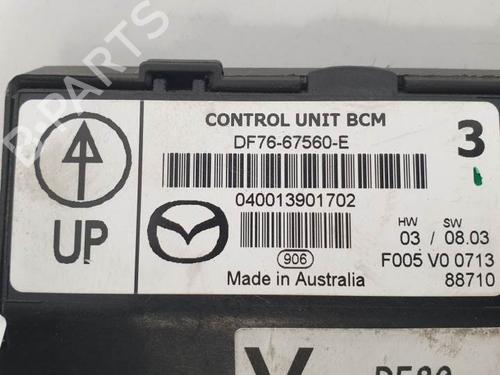 B-PARTS
CONTROL UNIT BCM
DF76-67560-E
3
040013901702
UP
HW SW
03 / 08.03
906
F005 V0 0713
Made in Australia
88710